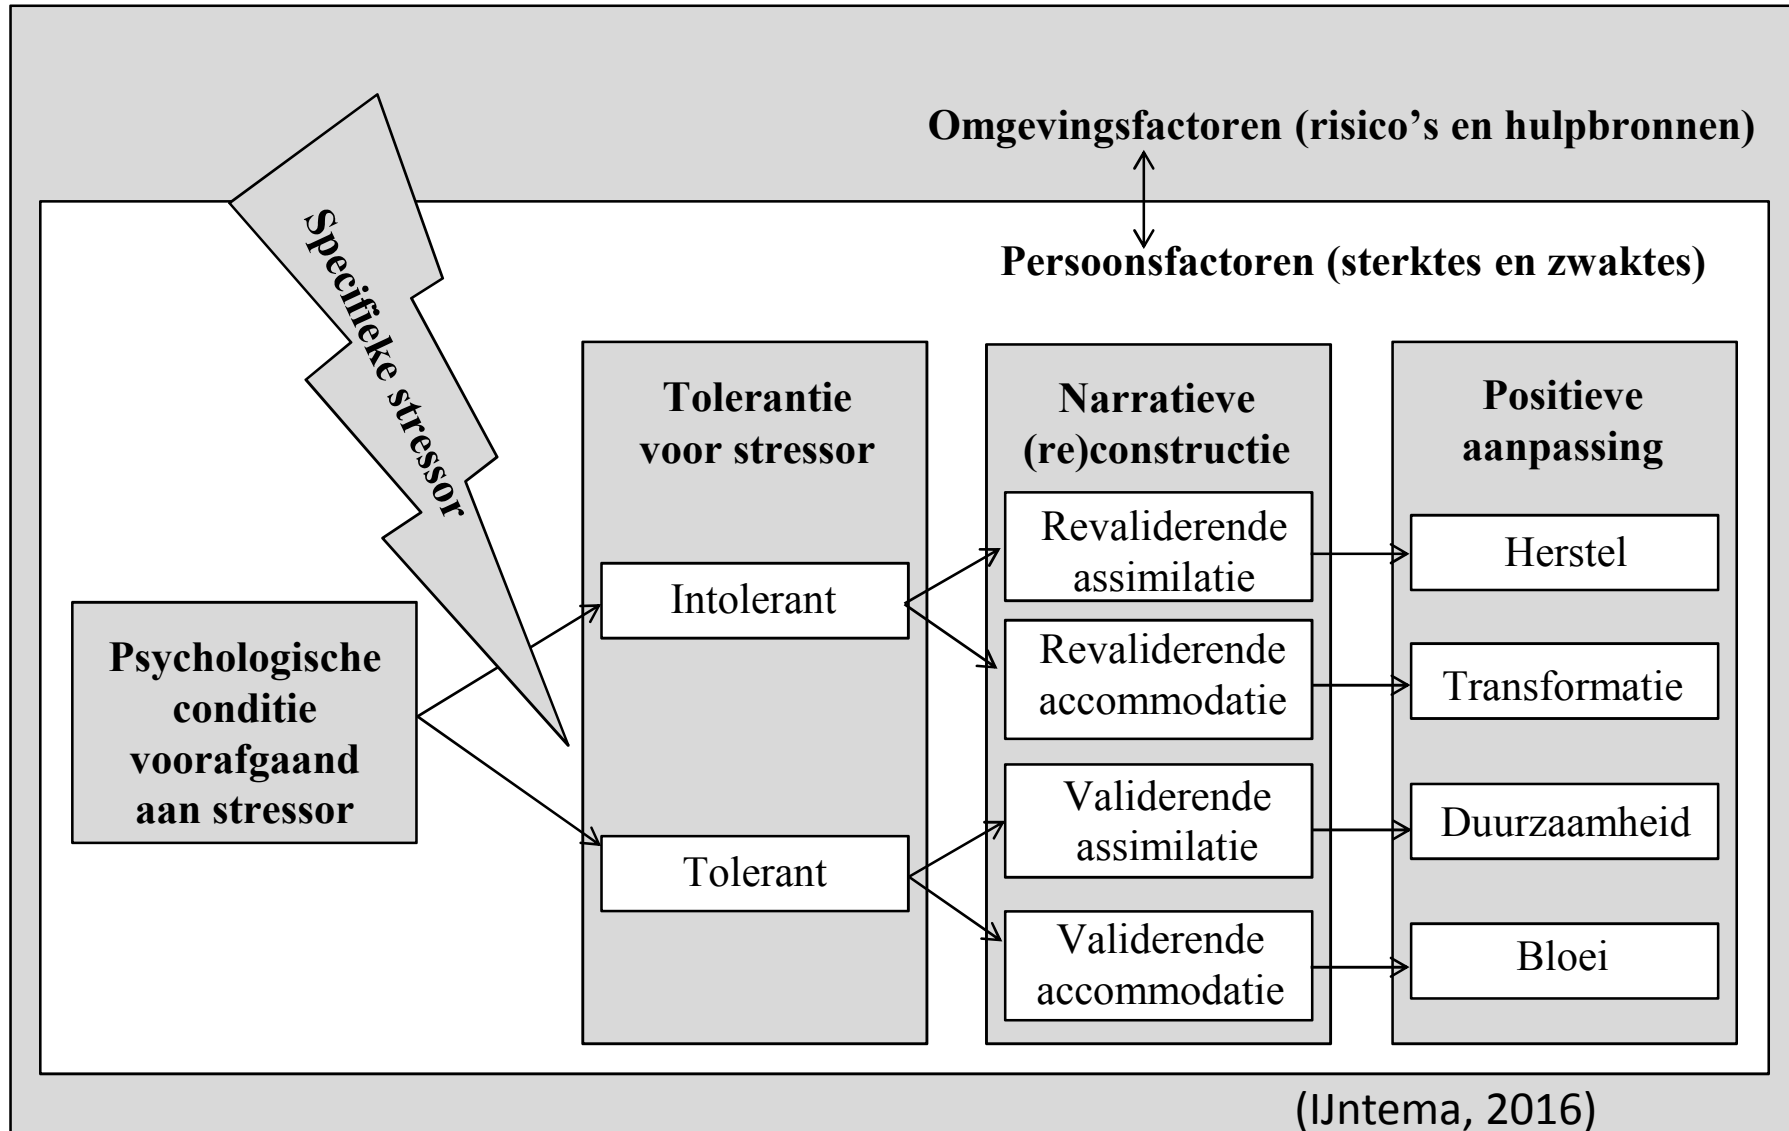 Omgevingsfactoren (risico’s en hulpbronnen)
Persoonsfactoren (sterktes en zwaktes)
Specifieke stressor
Psychologische
conditie
voorafgaand
aan stressor
Tolerantie
voor stressor
Intolerant
Tolerant
Narratieve
(re)constructie
Revaliderende
assimilatie
Revaliderende
accommodatie
Validerende
assimilatie
Validerende
accommodatie
Positieve
aanpassing
Herstel
Transformatie
Duurzaamheid
Bloei
(IJntema, 2016)